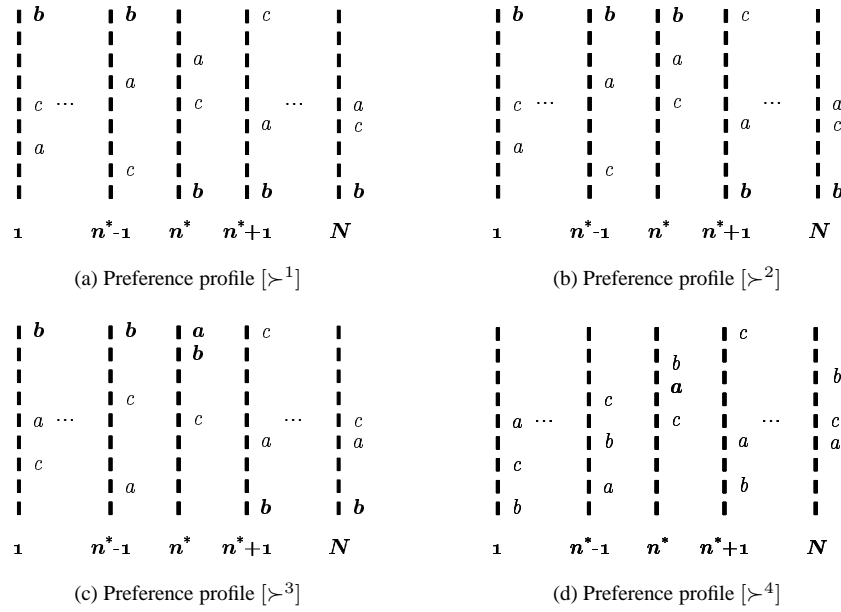 b b c b b b c
a a
a a
c ... c ... a c ... c ... a
a c a c
a a
c c
b b b b b
1 n*-1 n* n*+1 N 1 n*-1 n* n*+1 N
(a) Preference profile [≻¹] (b) Preference profile [≻²]
b b a c c
b b
b
a
c c
a ... c ... c a ... c ... c
a a b a a
c c
a a b
b b b
1 n*-1 n* n*+1 N 1 n*-1 n* n*+1 N
(c) Preference profile [≻³] (d) Preference profile [≻⁴]